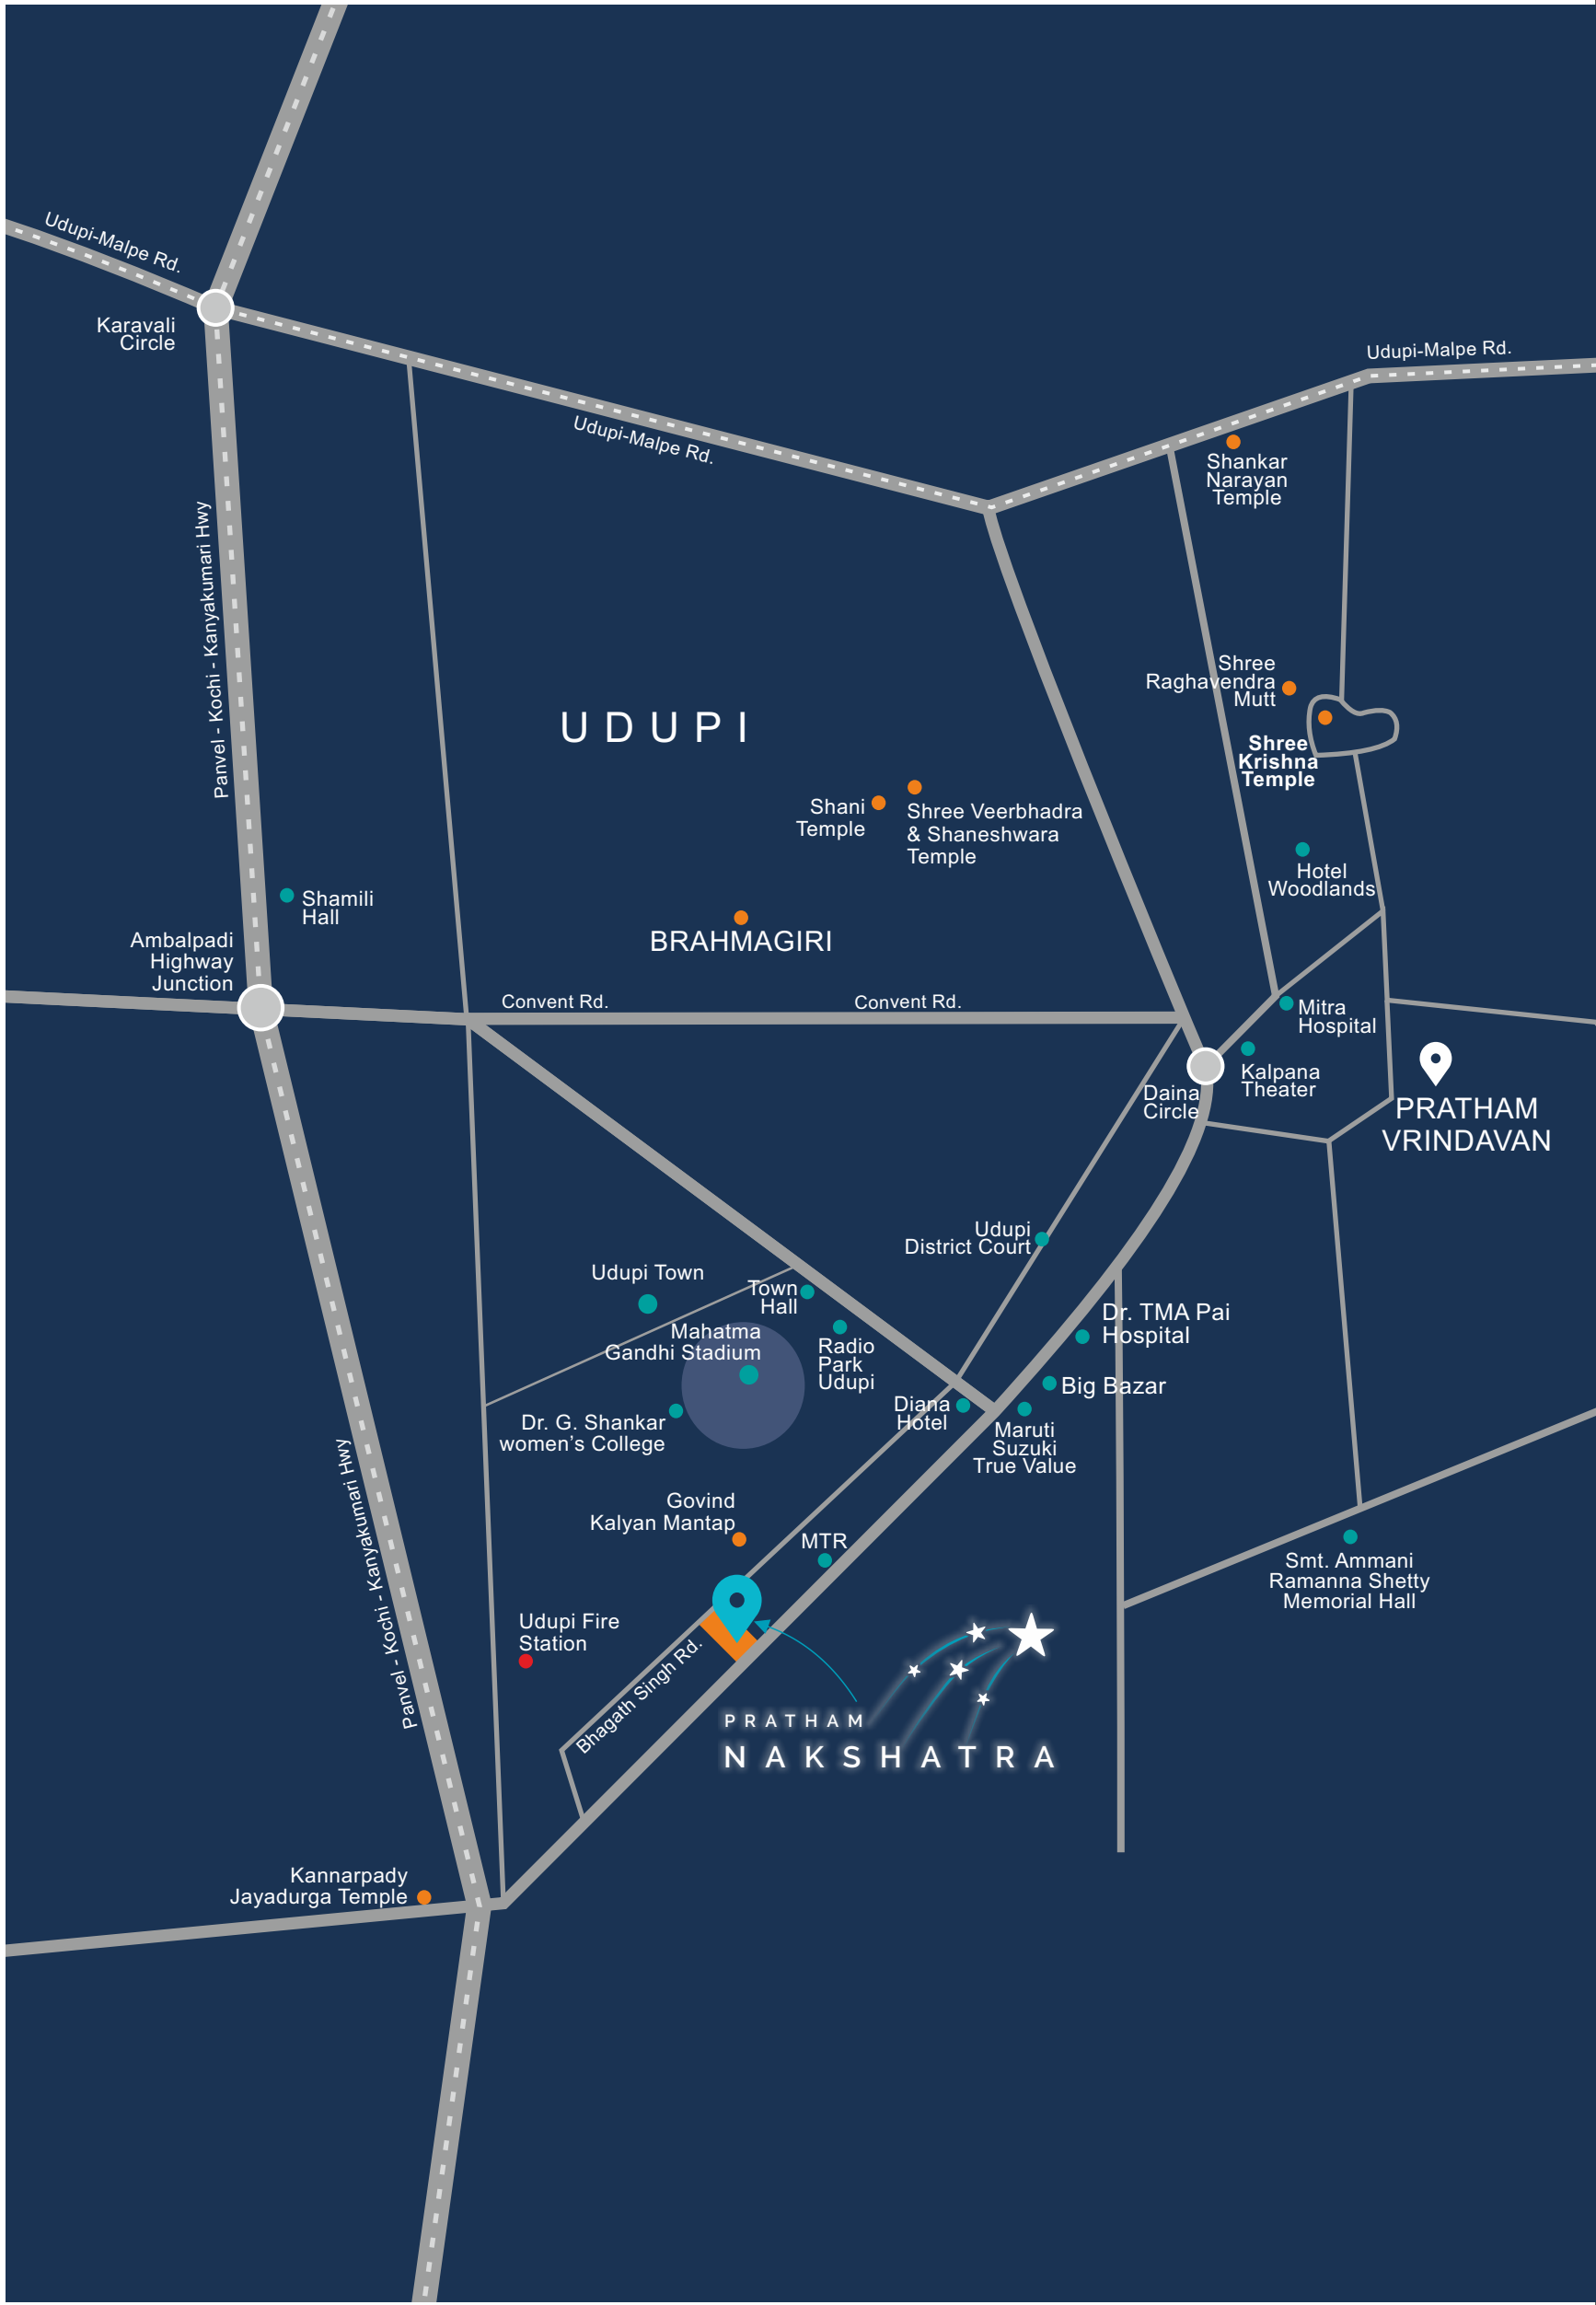 Udupi-Malpe Rd.
Karavali
Circle
Udupi-Malpe Rd.
Udupi-Malpe Rd.
Shankar
Narayan
Temple
Panvel - Kochi - Kanyakumari Hwy
Shree
Raghavendra
Mutt
UDUPI
Shree
Krishna
Temple
Shani
Temple
Shree Veerbhadra
& Shaneshwara
Temple
Hotel
Woodlands
Shamili
Hall
BRAHMAGIRI
Ambalpadi
Highway
Junction
Convent Rd.
Convent Rd.
Mitra
Hospital
Kalpana
Theater
Daina
Circle
PRATHAM
VRINDAVAN
Udupi
District Court
Udupi Town
Town
Hall
Mahatma
Gandhi Stadium
Radio
Park
Udupi
Dr. TMA Pai
Hospital
Big Bazar
Diana
Hotel
Maruti
Suzuki
True Value
Dr. G. Shankar
women's College
Panvel - Kochi - Kanyakumari Hwy
Govind
Kalyan Mantap
MTR
Smt. Ammani
Ramanna Shetty
Memorial Hall
Udupi Fire
Station
Bhagath Singh Rd.
PRATHAM
NAKSHATRA
Kannarpady
Jayadurga Temple